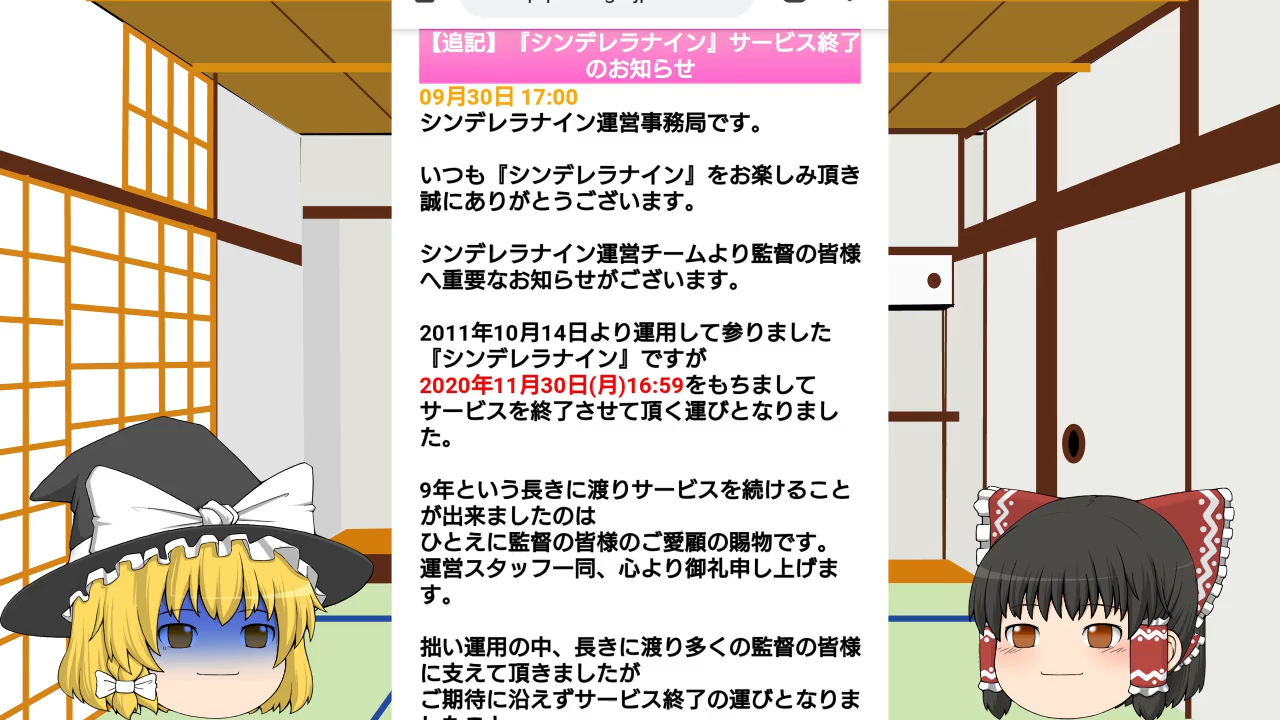 【追記】『シンデレラナイン』サービス終了
のお知らせ
09月30日 17:00
シンデレラナイン運営事務局です。
いつも『シンデレラナイン』をお楽しみ頂き
誠にありがとうございます。
シンデレラナイン運営チームより監督の皆様
へ重要なお知らせがございます。
2011年10月14日より運用して参りました
『シンデレラナイン』ですが
2020年11月30日(月)16:59をもちまして
サービスを終了させて頂く運びとなりまし
た。
9年という長きに渡りサービスを続けること
が出来ましたのは
ひとえに監督の皆様のご愛顧の賜物です。
運営スタッフ一同、心より御礼申し上げま
す。
拙い運用の中、長きに渡り多くの監督の皆様
に支えて頂きましたが
ご期待に沿えずサービス終了の運びとなりま